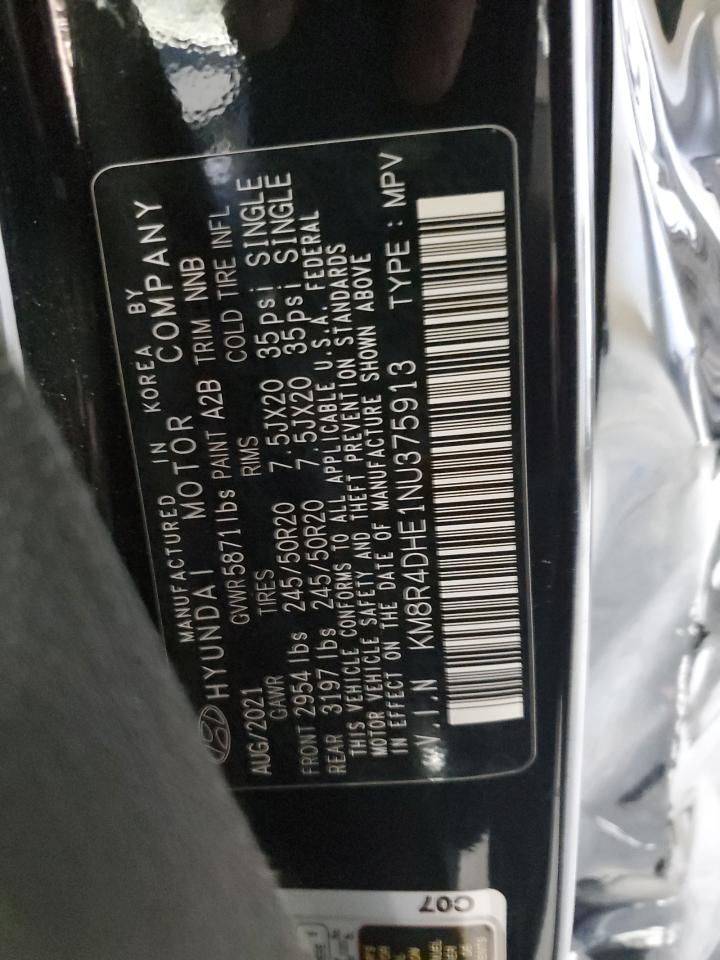 MANUFACTURED IN KOREA BY
HYUNDAI MOTOR COMPANY
AUG/2021 GVWR 5871 lbs PAINT A2B TRIM NNB
GAWR TIRES RIMS COLD TIRE INFL
FRONT 2954 lbs 245/50R20 7.5JX20 35psi SINGLE
REAR 3197 lbs 245/50R20 7.5JX20 35psi SINGLE
THIS VEHICLE CONFORMS TO ALL APPLICABLE U.S.A. FEDERAL
MOTOR VEHICLE SAFETY AND THEFT PREVENTION STANDARDS
IN EFFECT ON THE DATE OF MANUFACTURE SHOWN ABOVE
V.I.N KM8R4DHE1NU375913 TYPE : MPV
C07